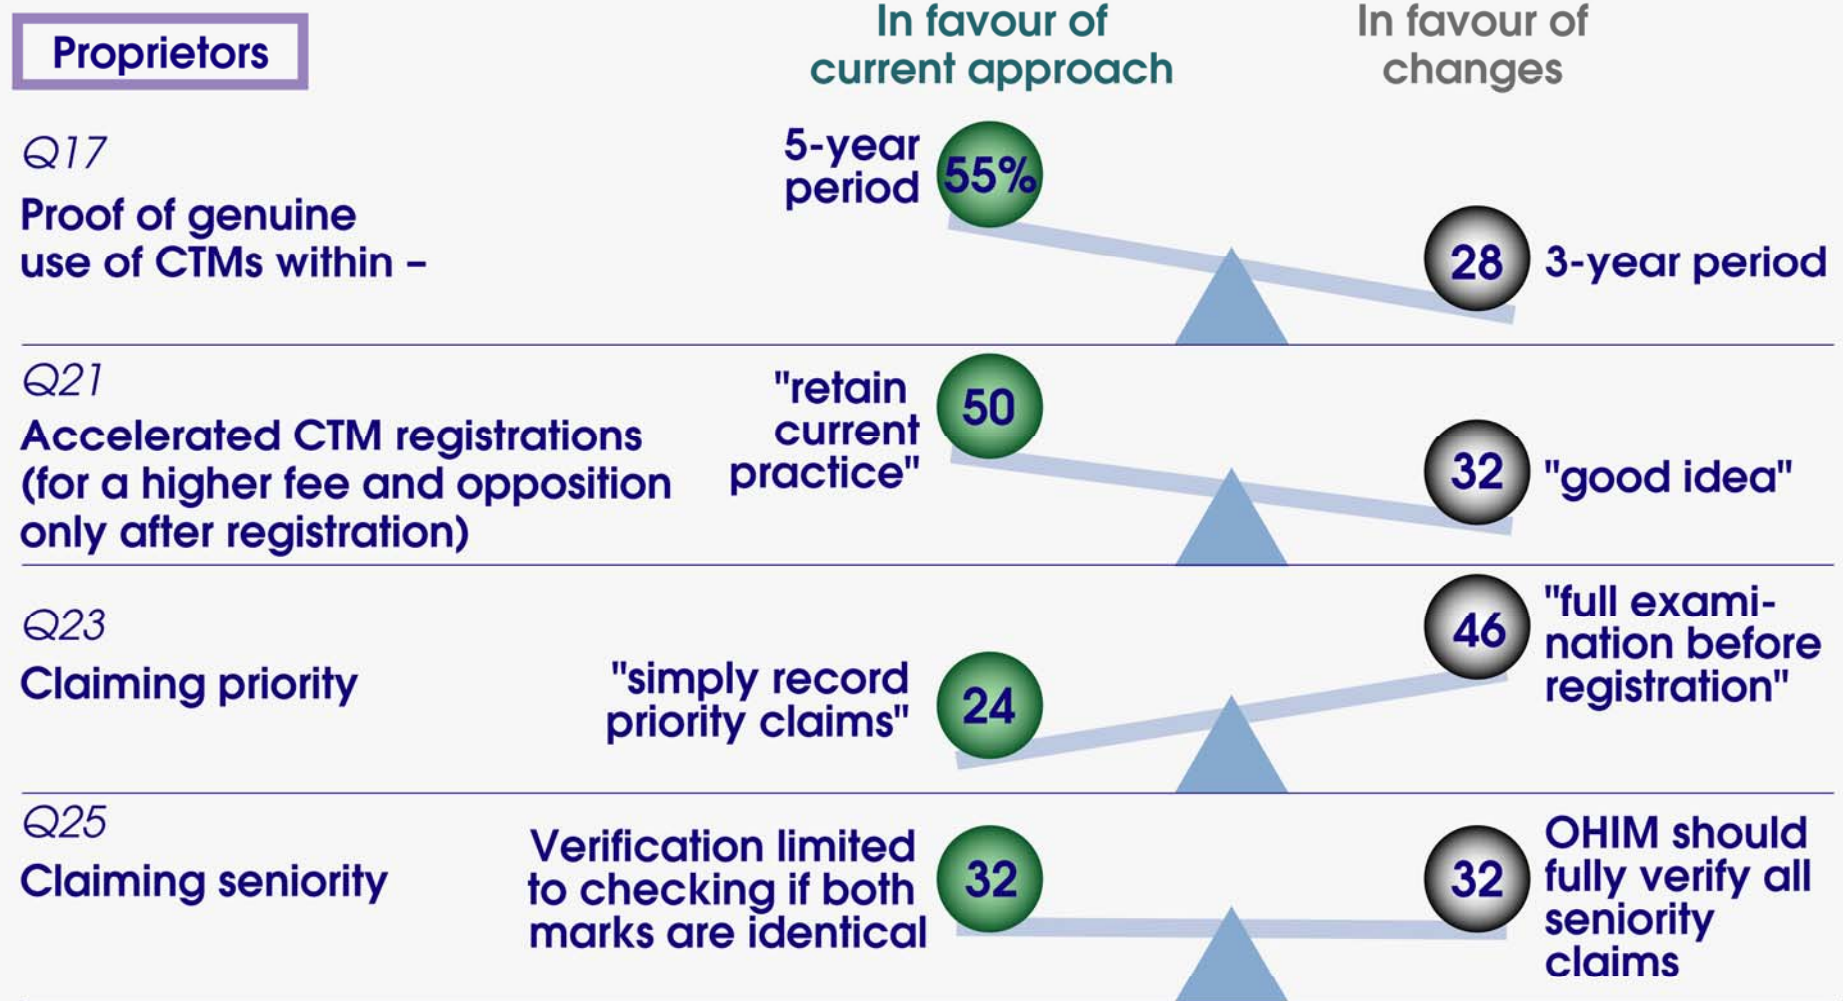 Proprietors
In favour of
current approach
In favour of
changes
Q17
Proof of genuine
use of CTMs within –
5-year
period
55%
28
3-year period
Q21
Accelerated CTM registrations
(for a higher fee and opposition
only after registration)
"retain
current
practice"
50
32
"good idea"
Q23
Claiming priority
"simply record
priority claims"
24
46
"full exami-
nation before
registration"
Q25
Claiming seniority
Verification limited
to checking if both
marks are identical
32
32
OHIM should
fully verify all
seniority
claims